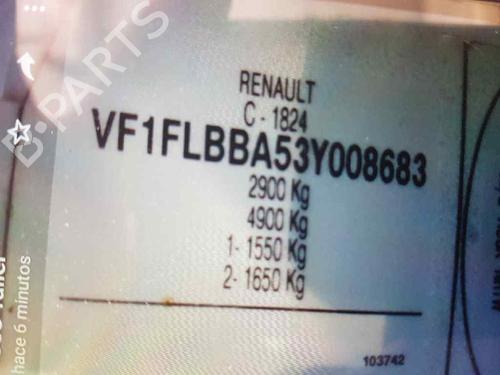 RENAULT
C - 1824
VF1FLBBA53Y008683
2900 Kg
4900 Kg
1- 1550 Kg
2- 1650 Kg
103742
hace 6 minutos
B-PARTS